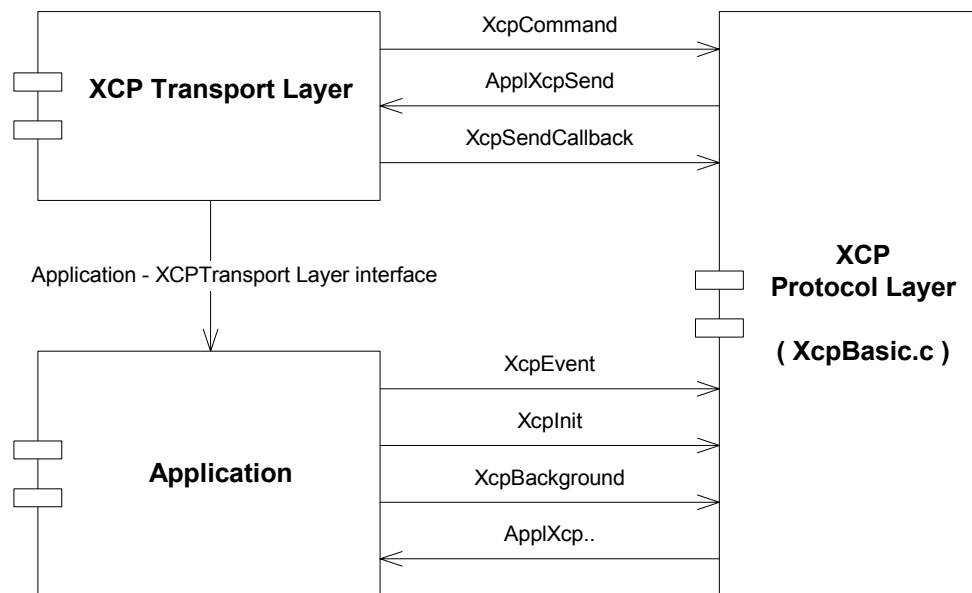 XcpCommand
XCP Transport Layer
ApplXcpSend
XcpSendCallback
XCP
Protocol Layer
( XcpBasic.c )
Application - XCPTransport Layer interface
XcpEvent
XcpInit
Application
XcpBackground
ApplXcp..